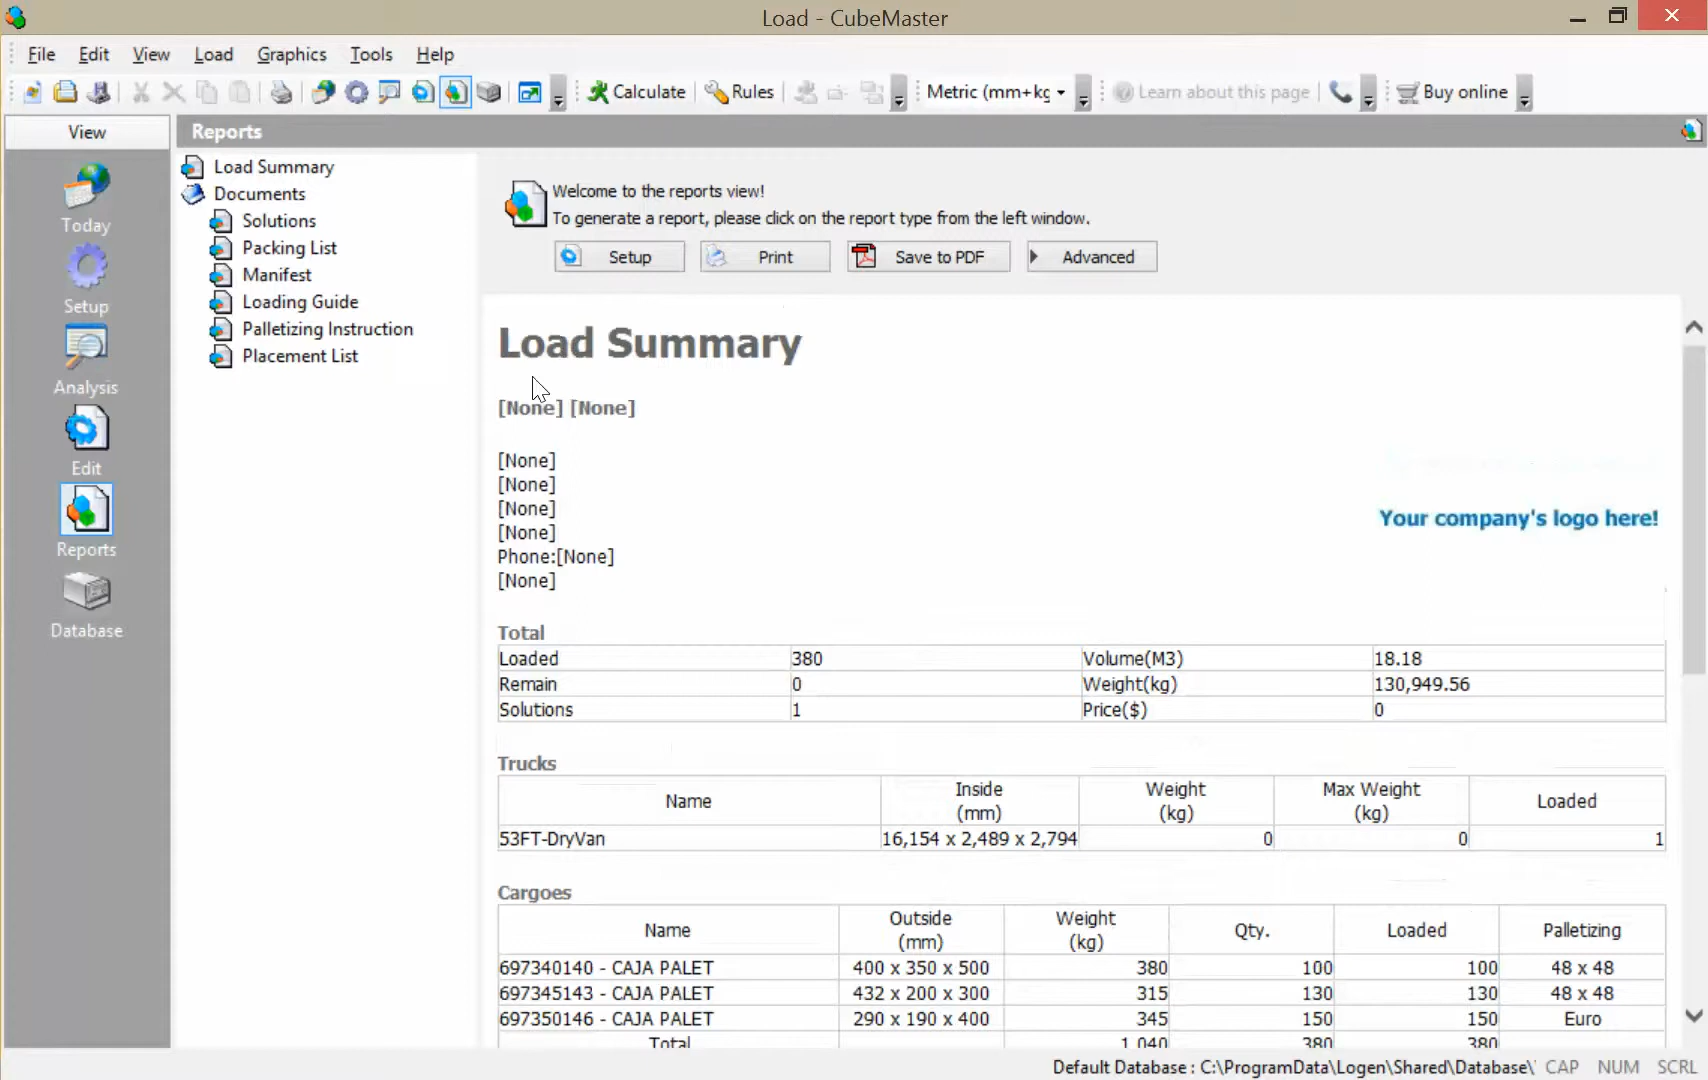 Load - CubeMaster
File Edit View Load Graphics Tools Help
Calculate Rules Metric (mm+kg Learn about this page Buy online
View
Reports
Today
Setup
Analysis
Edit
Reports
Database
Load Summary
Documents
Solutions
Packing List
Manifest
Loading Guide
Palletizing Instruction
Placement List
Welcome to the reports view!
To generate a report, please click on the report type from the left window.
Setup Print Save to PDF Advanced
Load Summary
[None] [None]
[None]
[None]
[None]
[None]
Phone:[None]
[None]
Your company's logo here!
Total
Loaded 380 Volume(M3) 18.18
Remain 0 Weight(kg) 130,949.56
Solutions 1 Price($) 0
Trucks
Name Inside (mm) Weight (kg) Max Weight (kg) Loaded
53FT-DryVan 16,154 x 2,489 x 2,794 0 0 1
Cargoes
Name Outside (mm) Weight (kg) Qty. Loaded Palletizing
697340140 - CAJA PALET 400 x 350 x 500 380 100 100 48 x 48
697345143 - CAJA PALET 432 x 200 x 300 315 130 130 48 x 48
697350146 - CAJA PALET 290 x 190 x 400 345 150 150 Euro
Total 1,040 380 380
Default Database : C:\ProgramData\Logen\Shared\Database\ CAP NUM SCRL